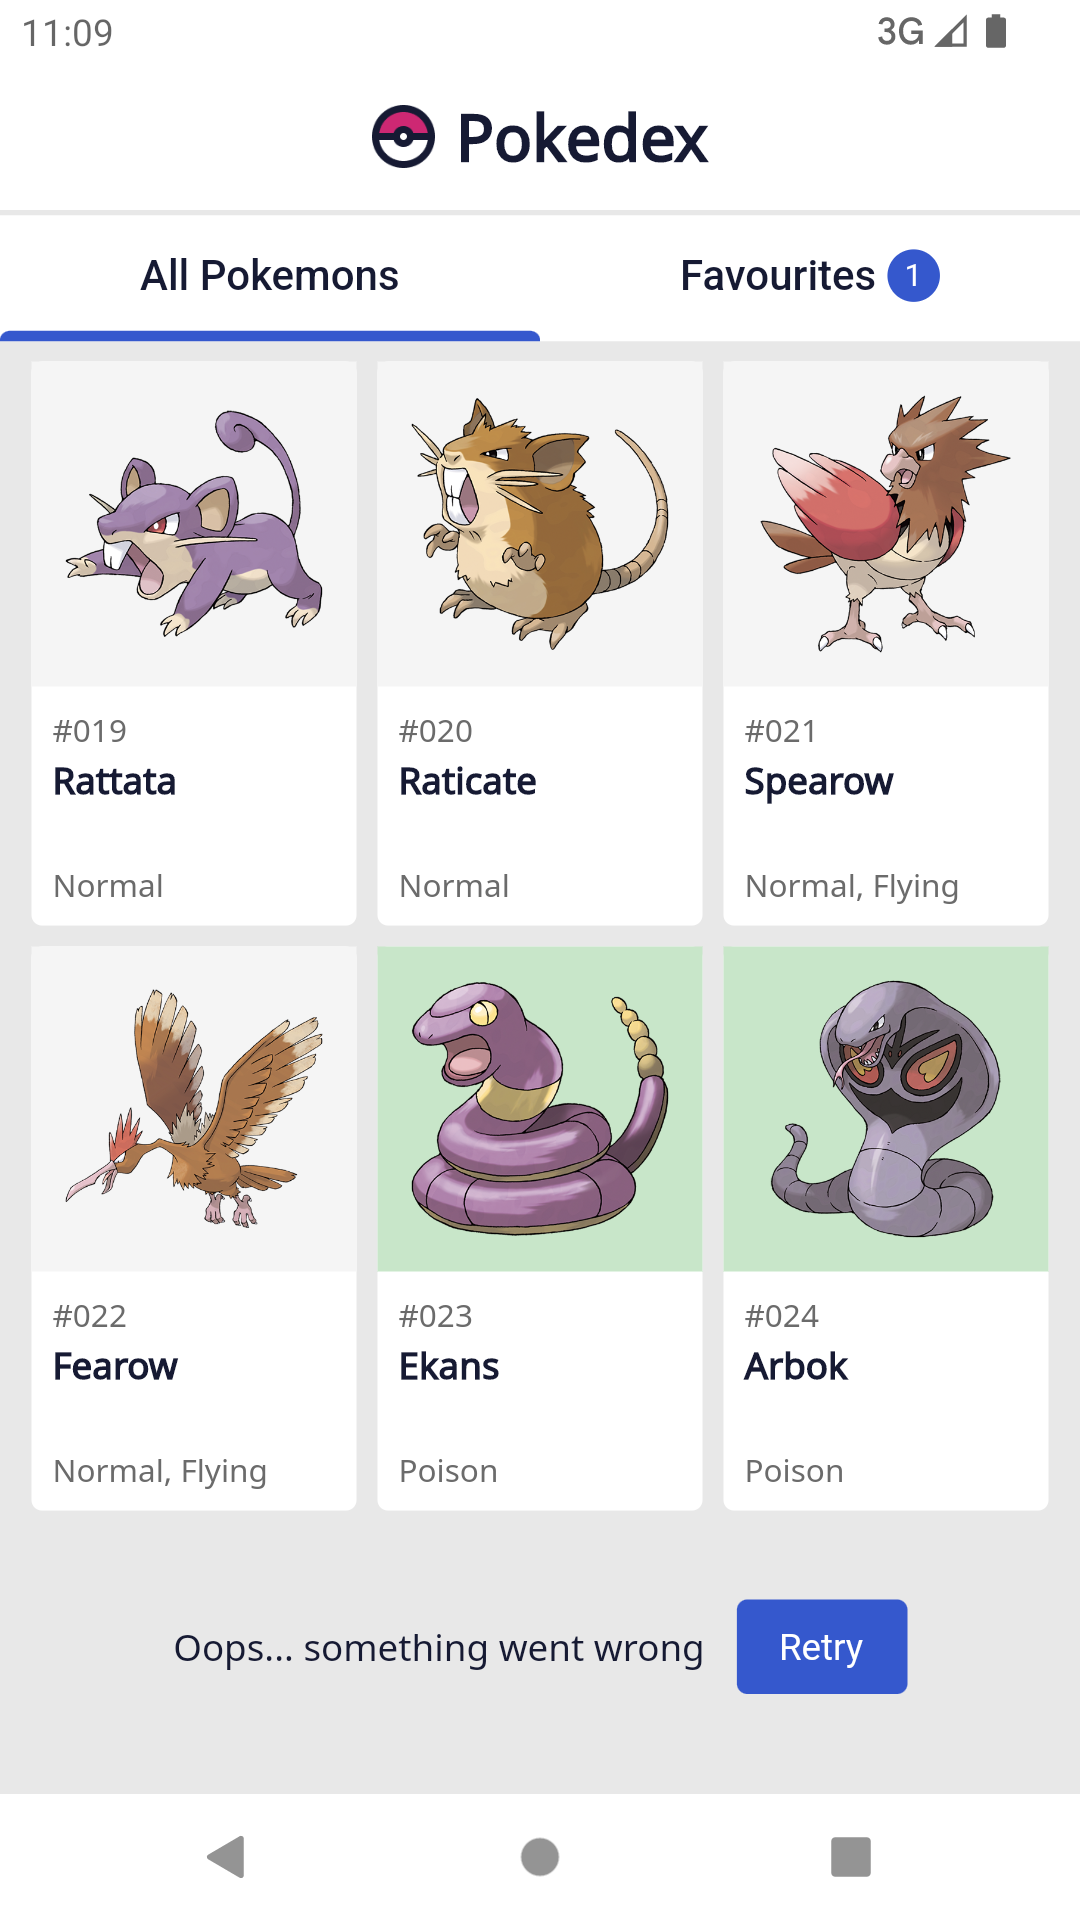 11:09 3G
Pokedex
All Pokemons Favourites 1
#019 #020 #021
Rattata Raticate Spearow
Normal Normal Normal, Flying
#022 #023 #024
Fearow Ekans Arbok
Normal, Flying Poison Poison
Oops... something went wrong Retry